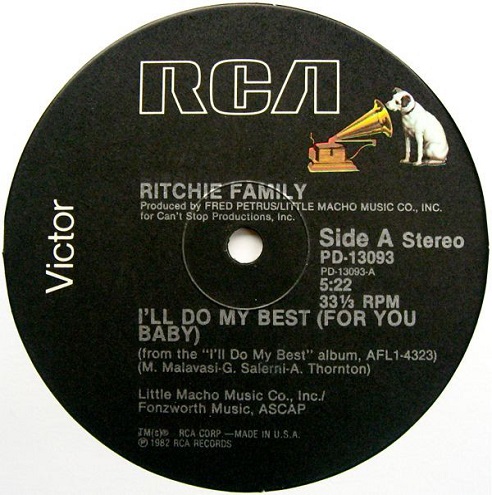 RCA
Victor
RITCHIE FAMILY
Produced by FRED PETRUS/LITTLE MACHO MUSIC CO., INC.
for Can't Stop Productions, Inc.
Side A Stereo
PD-13093
PD-13093-A
5:22
33⅓ RPM
I'LL DO MY BEST (FOR YOU
BABY)
(from the "I'll Do My Best" album, AFL1-4323)
(M. Malavasi-G. Salerni-A. Thornton)
Little Macho Music Co., Inc./
Fonzworth Music, ASCAP
TM(s)® RCA CORP.—MADE IN U.S.A.
℗ 1982 RCA RECORDS